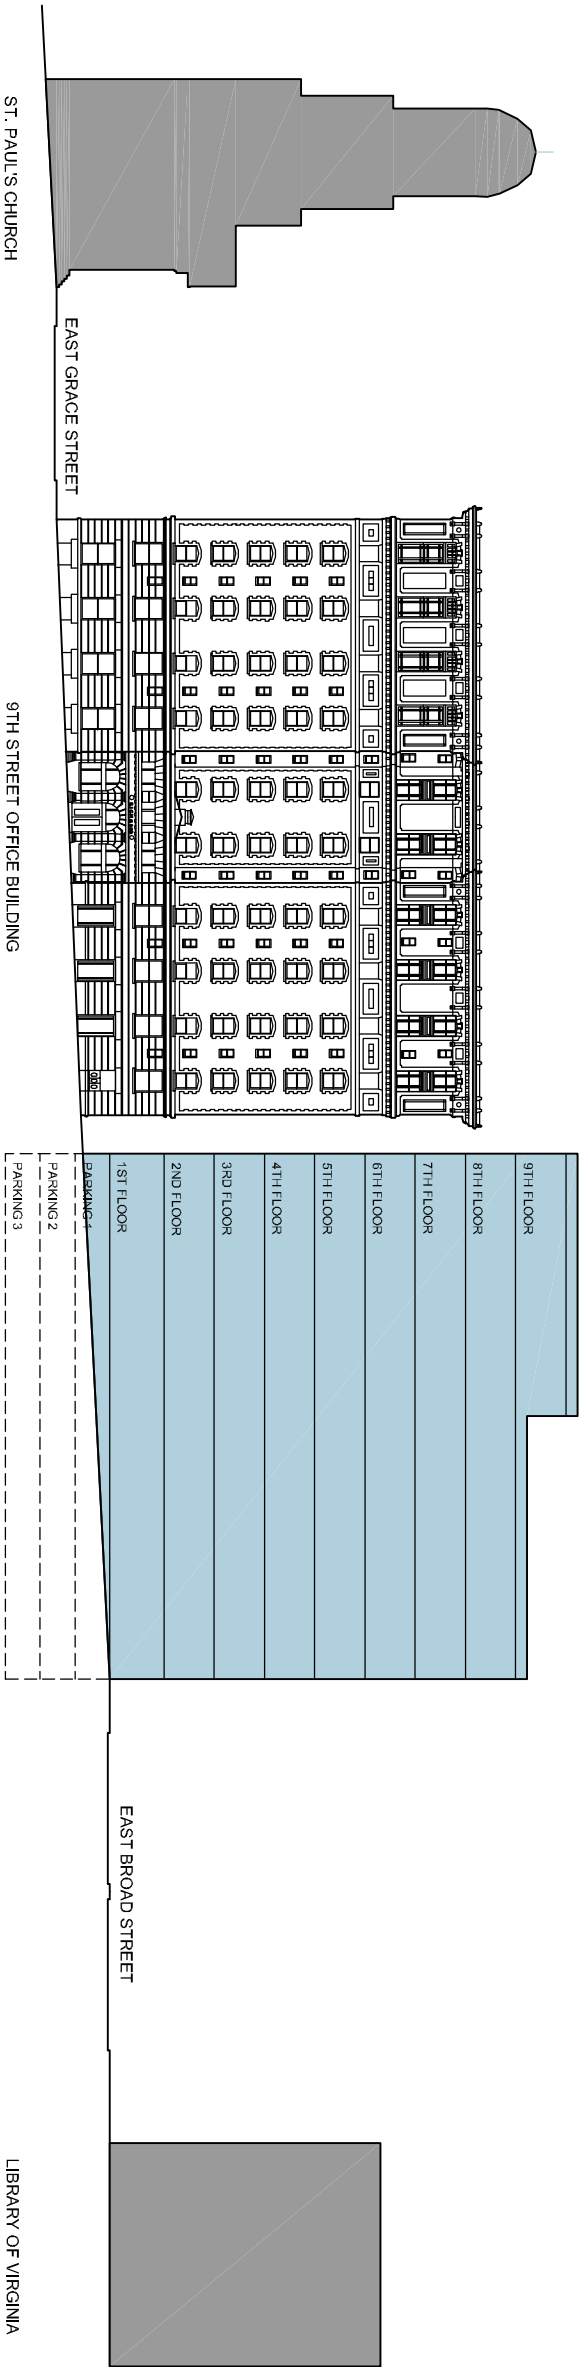 ST. PAUL'S CHURCH
EAST GRACE STREET
9TH STREET OFFICE BUILDING
9TH FLOOR
8TH FLOOR
7TH FLOOR
6TH FLOOR
5TH FLOOR
4TH FLOOR
3RD FLOOR
2ND FLOOR
1ST FLOOR
PARKING 1
PARKING 2
PARKING 3
EAST BROAD STREET
LIBRARY OF VIRGINIA